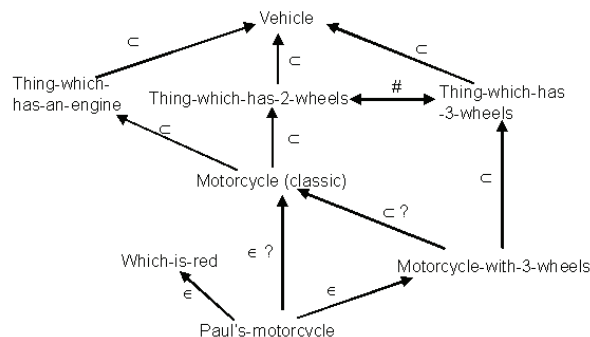 Vehicle
⊂
⊂
⊂
Thing-which-
has-an-engine
Thing-which-has-2-wheels
#
Thing-which-has
-3-wheels
⊂
⊂
⊂
Motorcycle (classic)
⊂ ?
∈ ?
Which-is-red
Motorcycle-with-3-wheels
∈
∈
Paul's-motorcycle